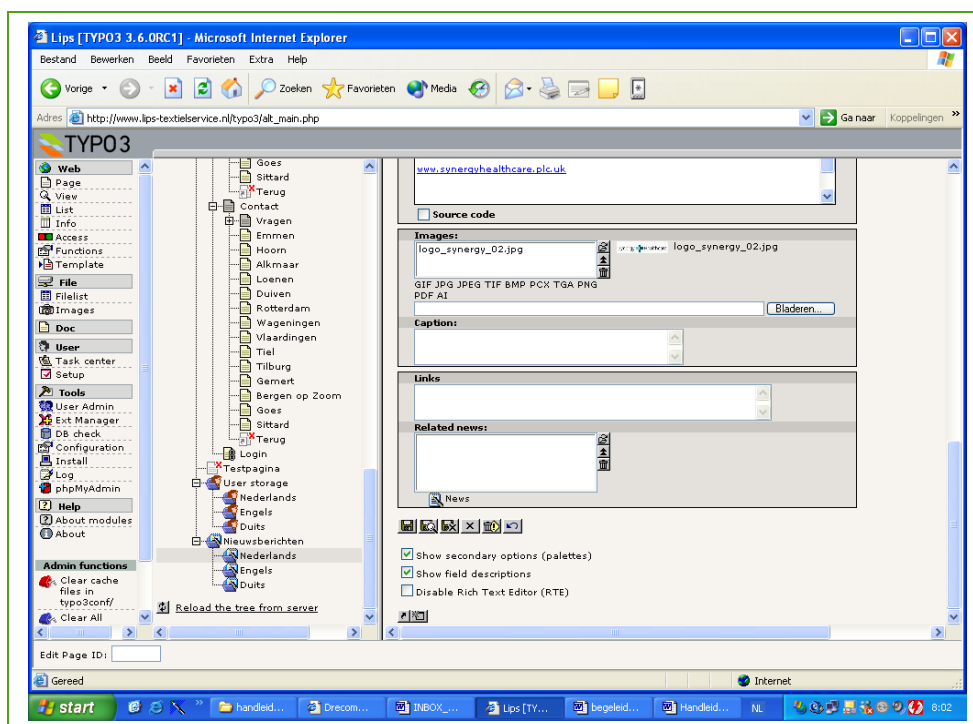 Lips [TYPO3 3.6.0RC1] - Microsoft Internet Explorer
Bestand Bewerken Beeld Favorieten Extra Help
Vorige Zoeken Favorieten Media
Adres http://www.lips-textielservice.nl/typo3/alt_main.php Ga naar Koppelingen
TYPO3
Web
Page
View
List
Info
Access
Functions
Template
File
Filelist
Images
Doc
User
Task center
Setup
Tools
User Admin
Ext Manager
DB check
Configuration
Install
Log
phpMyAdmin
Help
About modules
About
Admin functions
Clear cache
files in
typo3conf/
Clear All
Goes
Sittard
Terug
Contact
Vragen
Emmen
Hoorn
Alkmaar
Loenen
Duiven
Rotterdam
Wageningen
Vlaardingen
Tiel
Tilburg
Gemert
Bergen op Zoom
Goes
Sittard
Terug
Login
Testpagina
User storage
Nederlands
Engels
Duits
Nieuwsberichten
Nederlands
Engels
Duits
Reload the tree from server
www.synergyhealthcare.plc.uk
Source code
Images:
logo_synergy_02.jpg logo_synergy_02.jpg
GIF JPG JPEG TIF BMP PCX TGA PNG
PDF AI
Bladeren...
Caption:
Links
Related news:
News
Show secondary options (palettes)
Show field descriptions
Disable Rich Text Editor (RTE)
Edit Page ID:
Gereed Internet
start handleid... Drecom... INBOX_... Lips [TY... begeleid... Handleid... NL 8:02